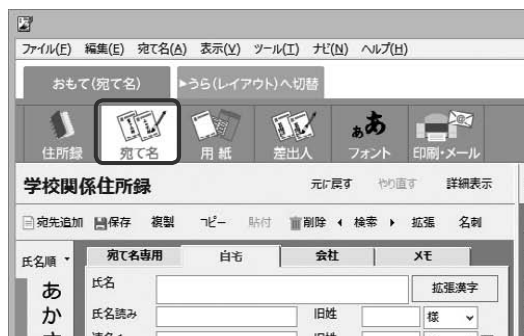 ファイル(F) 編集(E) 宛て名(A) 表示(V) ツール(T) ナビ(N) ヘルプ(H)
おもて(宛て名) ▶うら(レイアウト)へ切替
住所録 宛て名 用紙 差出人 フォント 印刷・メール
学校関係住所録 元に戻す やり直す 詳細表示
宛先追加 保存 複製 コピー 貼付 削除 検索 拡張 名刺
氏名順 宛て名専用 自宅 会社 メモ
あ 氏名 拡張漢字
か 氏名読み 旧姓 様